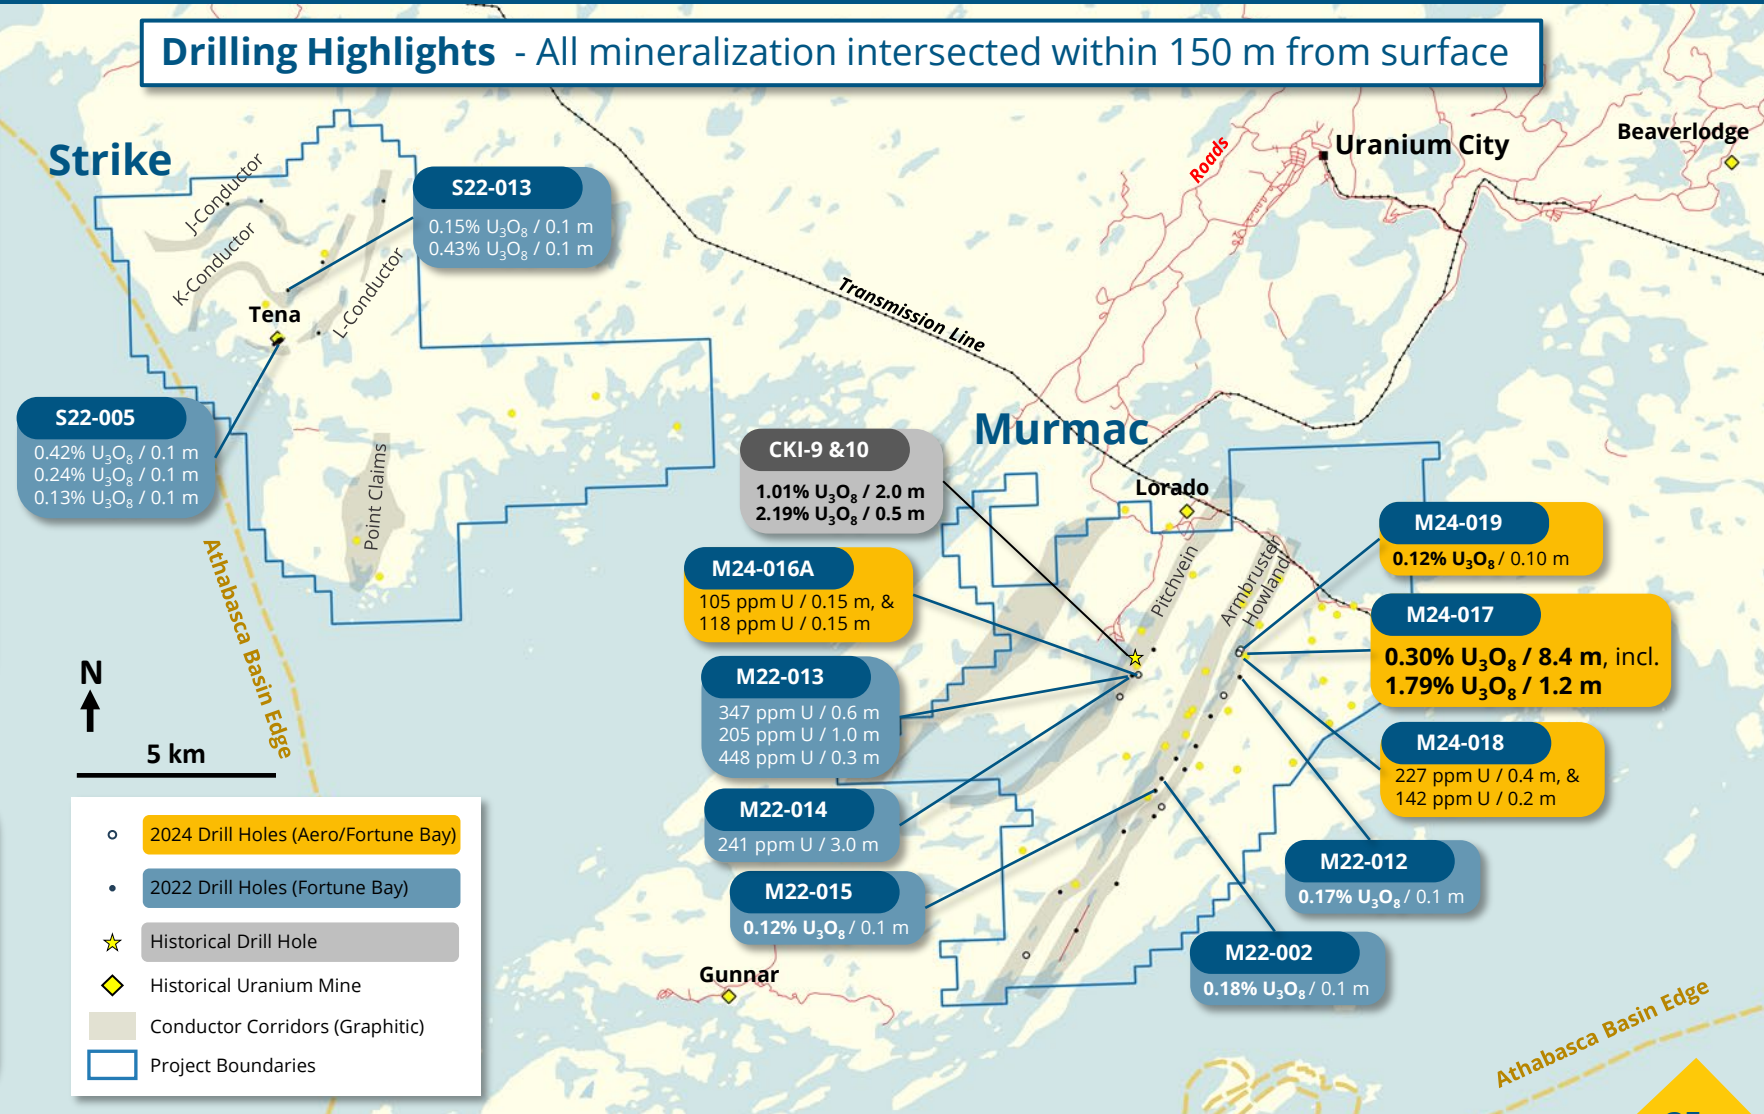 Drilling Highlights - All mineralization intersected within 150 m from surface
Strike
J-Conductor
K-Conductor
L-Conductor
Tena
Point Claims
S22-013
0.15% U₃O₈ / 0.1 m
0.43% U₃O₈ / 0.1 m
S22-005
0.42% U₃O₈ / 0.1 m
0.24% U₃O₈ / 0.1 m
0.13% U₃O₈ / 0.1 m
Athabasca Basin Edge
Transmission Line
Roads
Uranium City
Beaverlodge
Murmac
Lorado
Pitchvein
Armbruster
Howland
CKI-9 &10
1.01% U₃O₈ / 2.0 m
2.19% U₃O₈ / 0.5 m
M24-016A
105 ppm U / 0.15 m, &
118 ppm U / 0.15 m
M22-013
347 ppm U / 0.6 m
205 ppm U / 1.0 m
448 ppm U / 0.3 m
M22-014
241 ppm U / 3.0 m
M22-015
0.12% U₃O₈ / 0.1 m
M24-019
0.12% U₃O₈ / 0.10 m
M24-017
0.30% U₃O₈ / 8.4 m, incl.
1.79% U₃O₈ / 1.2 m
M24-018
227 ppm U / 0.4 m, &
142 ppm U / 0.2 m
M22-012
0.17% U₃O₈ / 0.1 m
M22-002
0.18% U₃O₈ / 0.1 m
Gunnar
Athabasca Basin Edge
N
5 km
2024 Drill Holes (Aero/Fortune Bay)
2022 Drill Holes (Fortune Bay)
Historical Drill Hole
Historical Uranium Mine
Conductor Corridors (Graphitic)
Project Boundaries